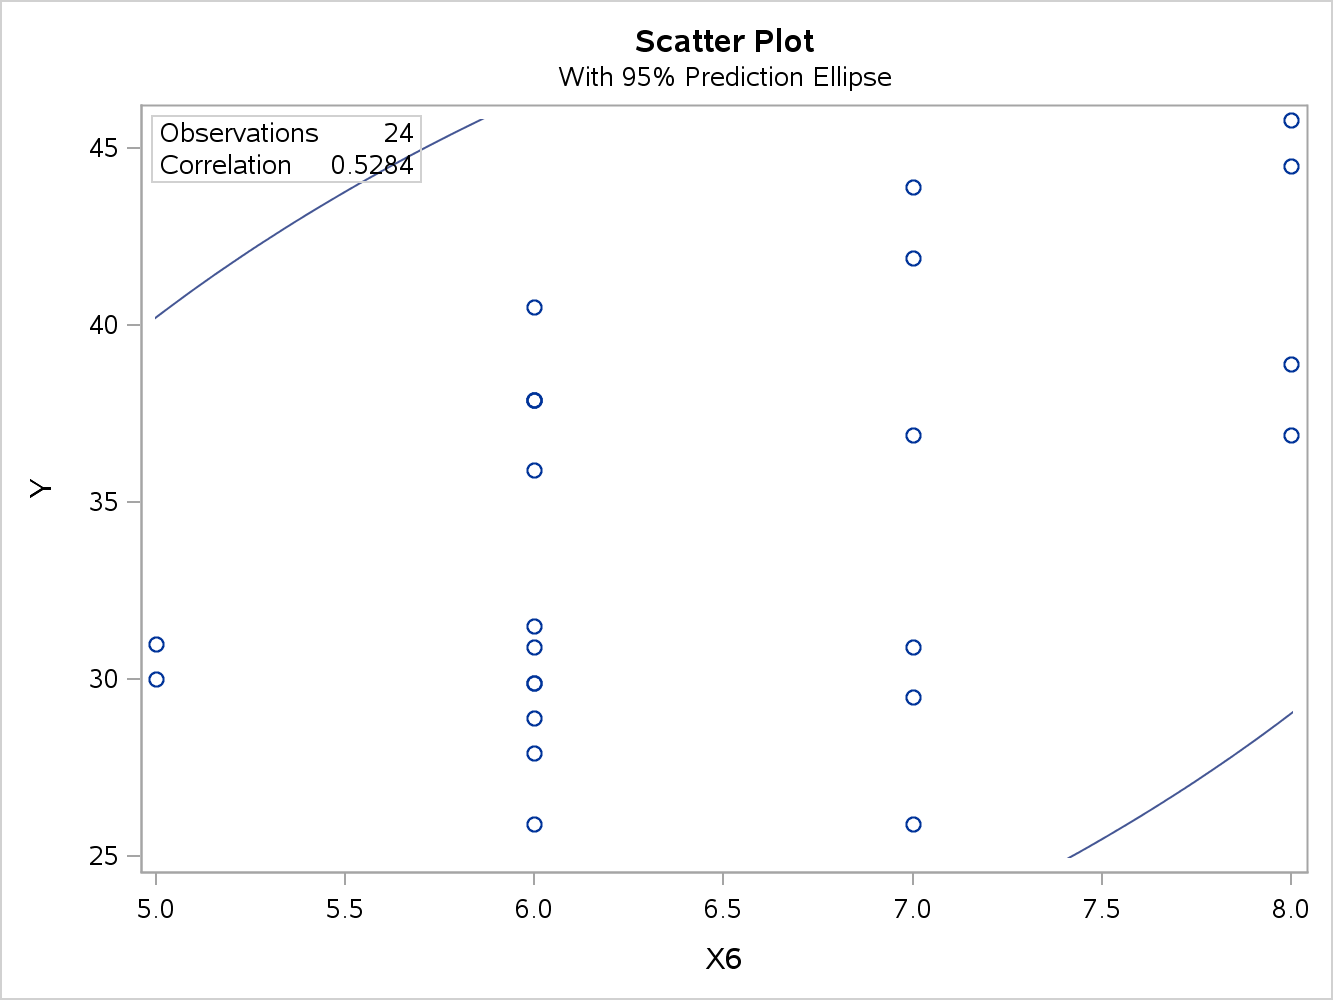 Scatter Plot
With 95% Prediction Ellipse
Observations 24
Correlation 0.5284
45
40
35
30
25
Y
5.0 5.5 6.0 6.5 7.0 7.5 8.0
X6